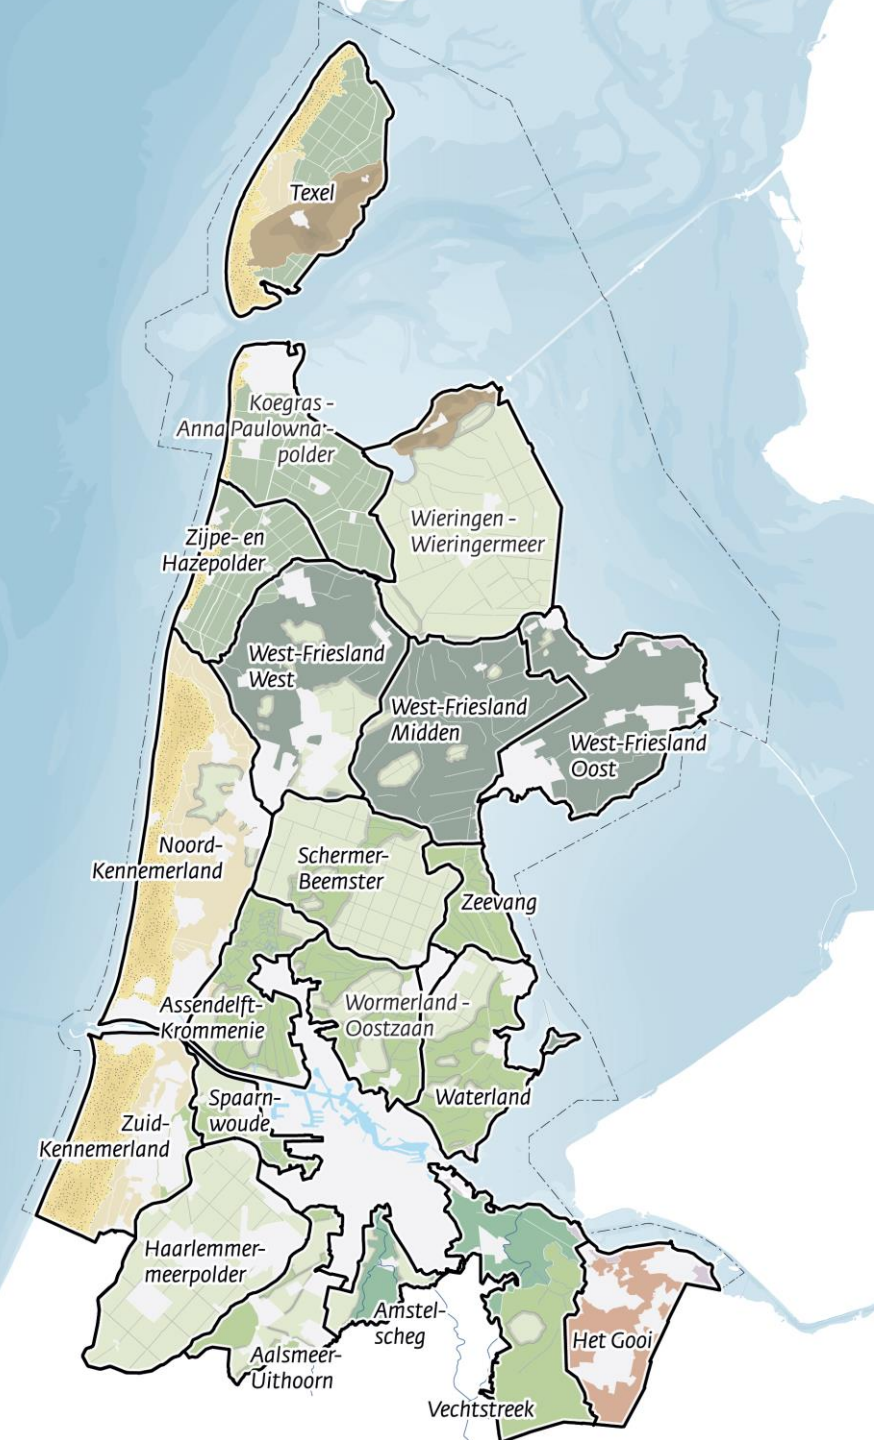 Texel
Koegras -
Anna Paulowna-
polder
Wieringen -
Wieringermeer
Zijpe- en
Hazepolder
West-Friesland
West
West-Friesland
Midden
West-Friesland
Oost
Noord-
Kennemerland
Schermer-
Beemster
Zeevang
Assendelft-
Krommenie
Wormerland -
Oostzaan
Spaarn-
woude
Waterland
Zuid-
Kennemerland
Haarlemmer-
meerpolder
Amstel-
scheg
Aalsmeer-
Uithoorn
Het Gooi
Vechtstreek